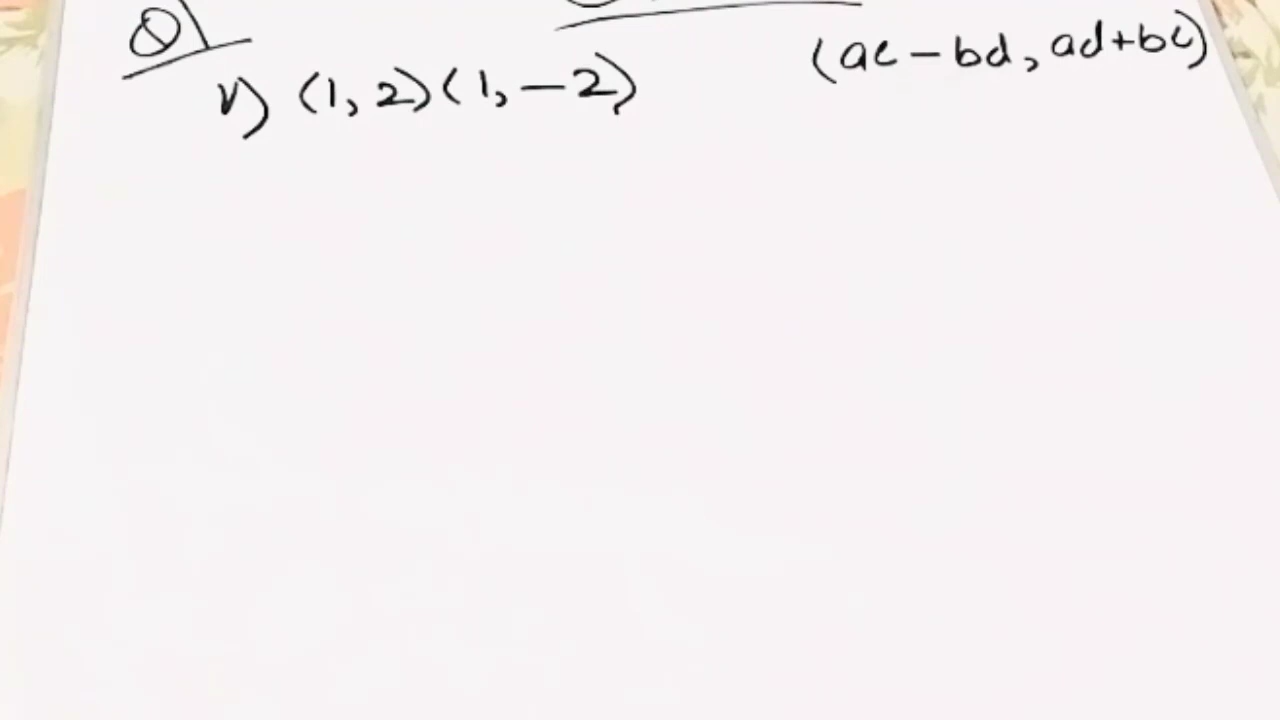 Q
(ac - bd, ad+bc)
v) (1, 2)(1, -2)